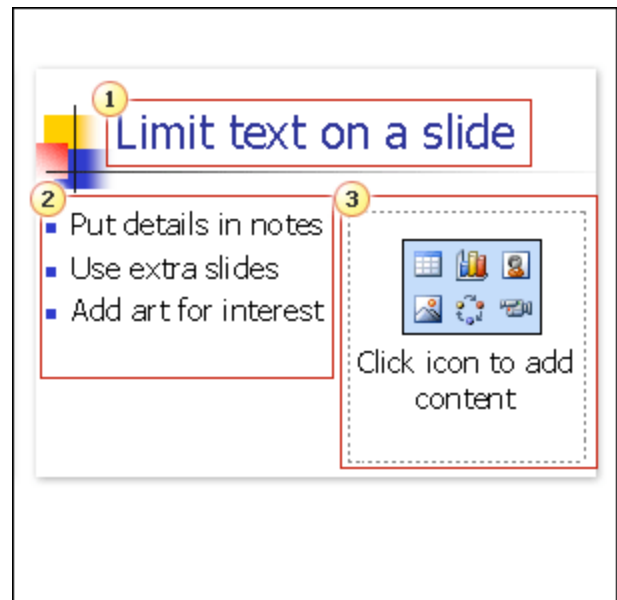 1
Limit text on a slide
2
Put details in notes
Use extra slides
Add art for interest
3
Click icon to add
content